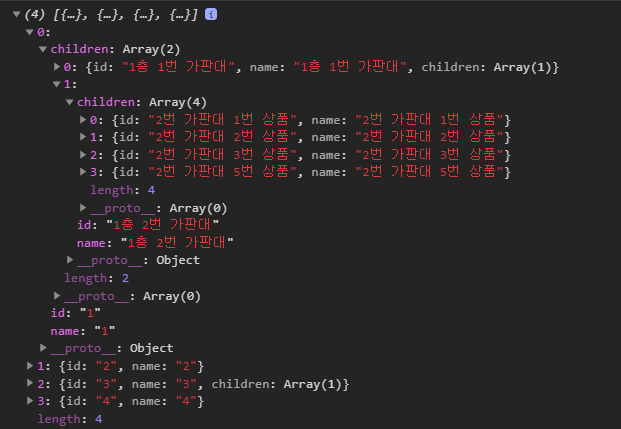 (4) [{…}, {…}, {…}, {…}] i
0:
children: Array(2)
0: {id: "1층 1번 가판대", name: "1층 1번 가판대", children: Array(1)}
1:
children: Array(4)
0: {id: "2번 가판대 1번 상품", name: "2번 가판대 1번 상품"}
1: {id: "2번 가판대 2번 상품", name: "2번 가판대 2번 상품"}
2: {id: "2번 가판대 3번 상품", name: "2번 가판대 3번 상품"}
3: {id: "2번 가판대 5번 상품", name: "2번 가판대 5번 상품"}
length: 4
__proto__: Array(0)
id: "1층 2번 가판대"
name: "1층 2번 가판대"
__proto__: Object
length: 2
__proto__: Array(0)
id: "1"
name: "1"
__proto__: Object
1: {id: "2", name: "2"}
2: {id: "3", name: "3", children: Array(1)}
3: {id: "4", name: "4"}
length: 4